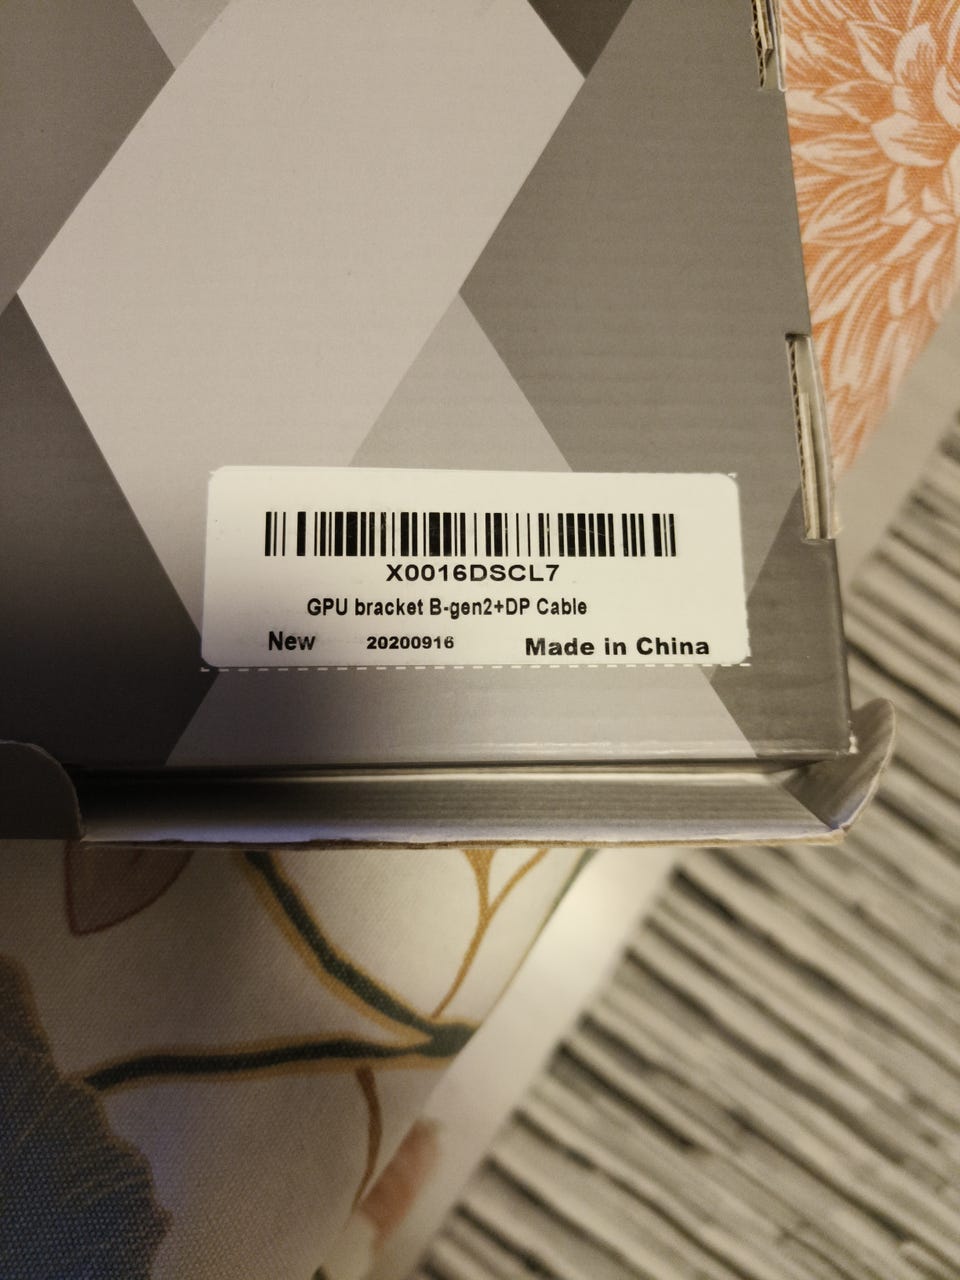 X0016DSCL7
GPU bracket B-gen2+DP Cable
New 20200916 Made in China